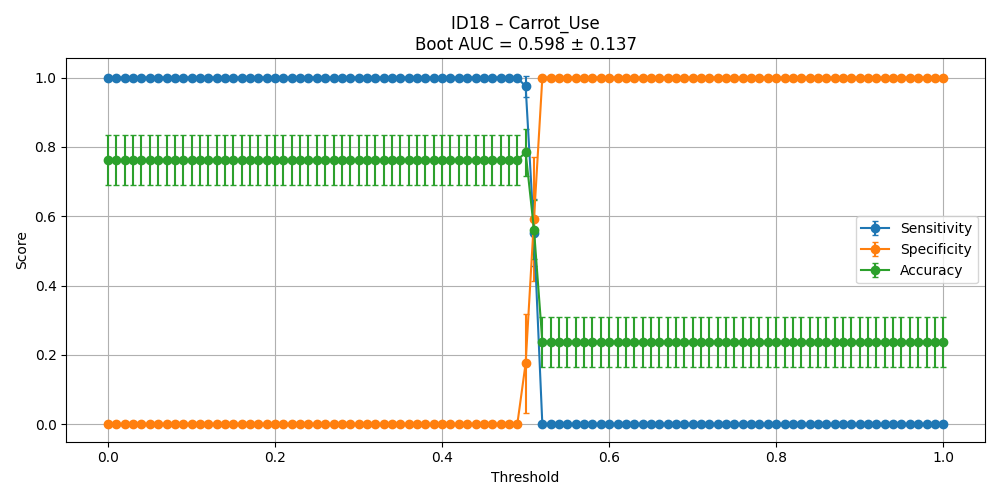 ID18 – Carrot_Use
Boot AUC = 0.598 ± 0.137
Score
1.0
0.8
0.6
0.4
0.2
0.0
Sensitivity
Specificity
Accuracy
0.0 0.2 0.4 0.6 0.8 1.0
Threshold